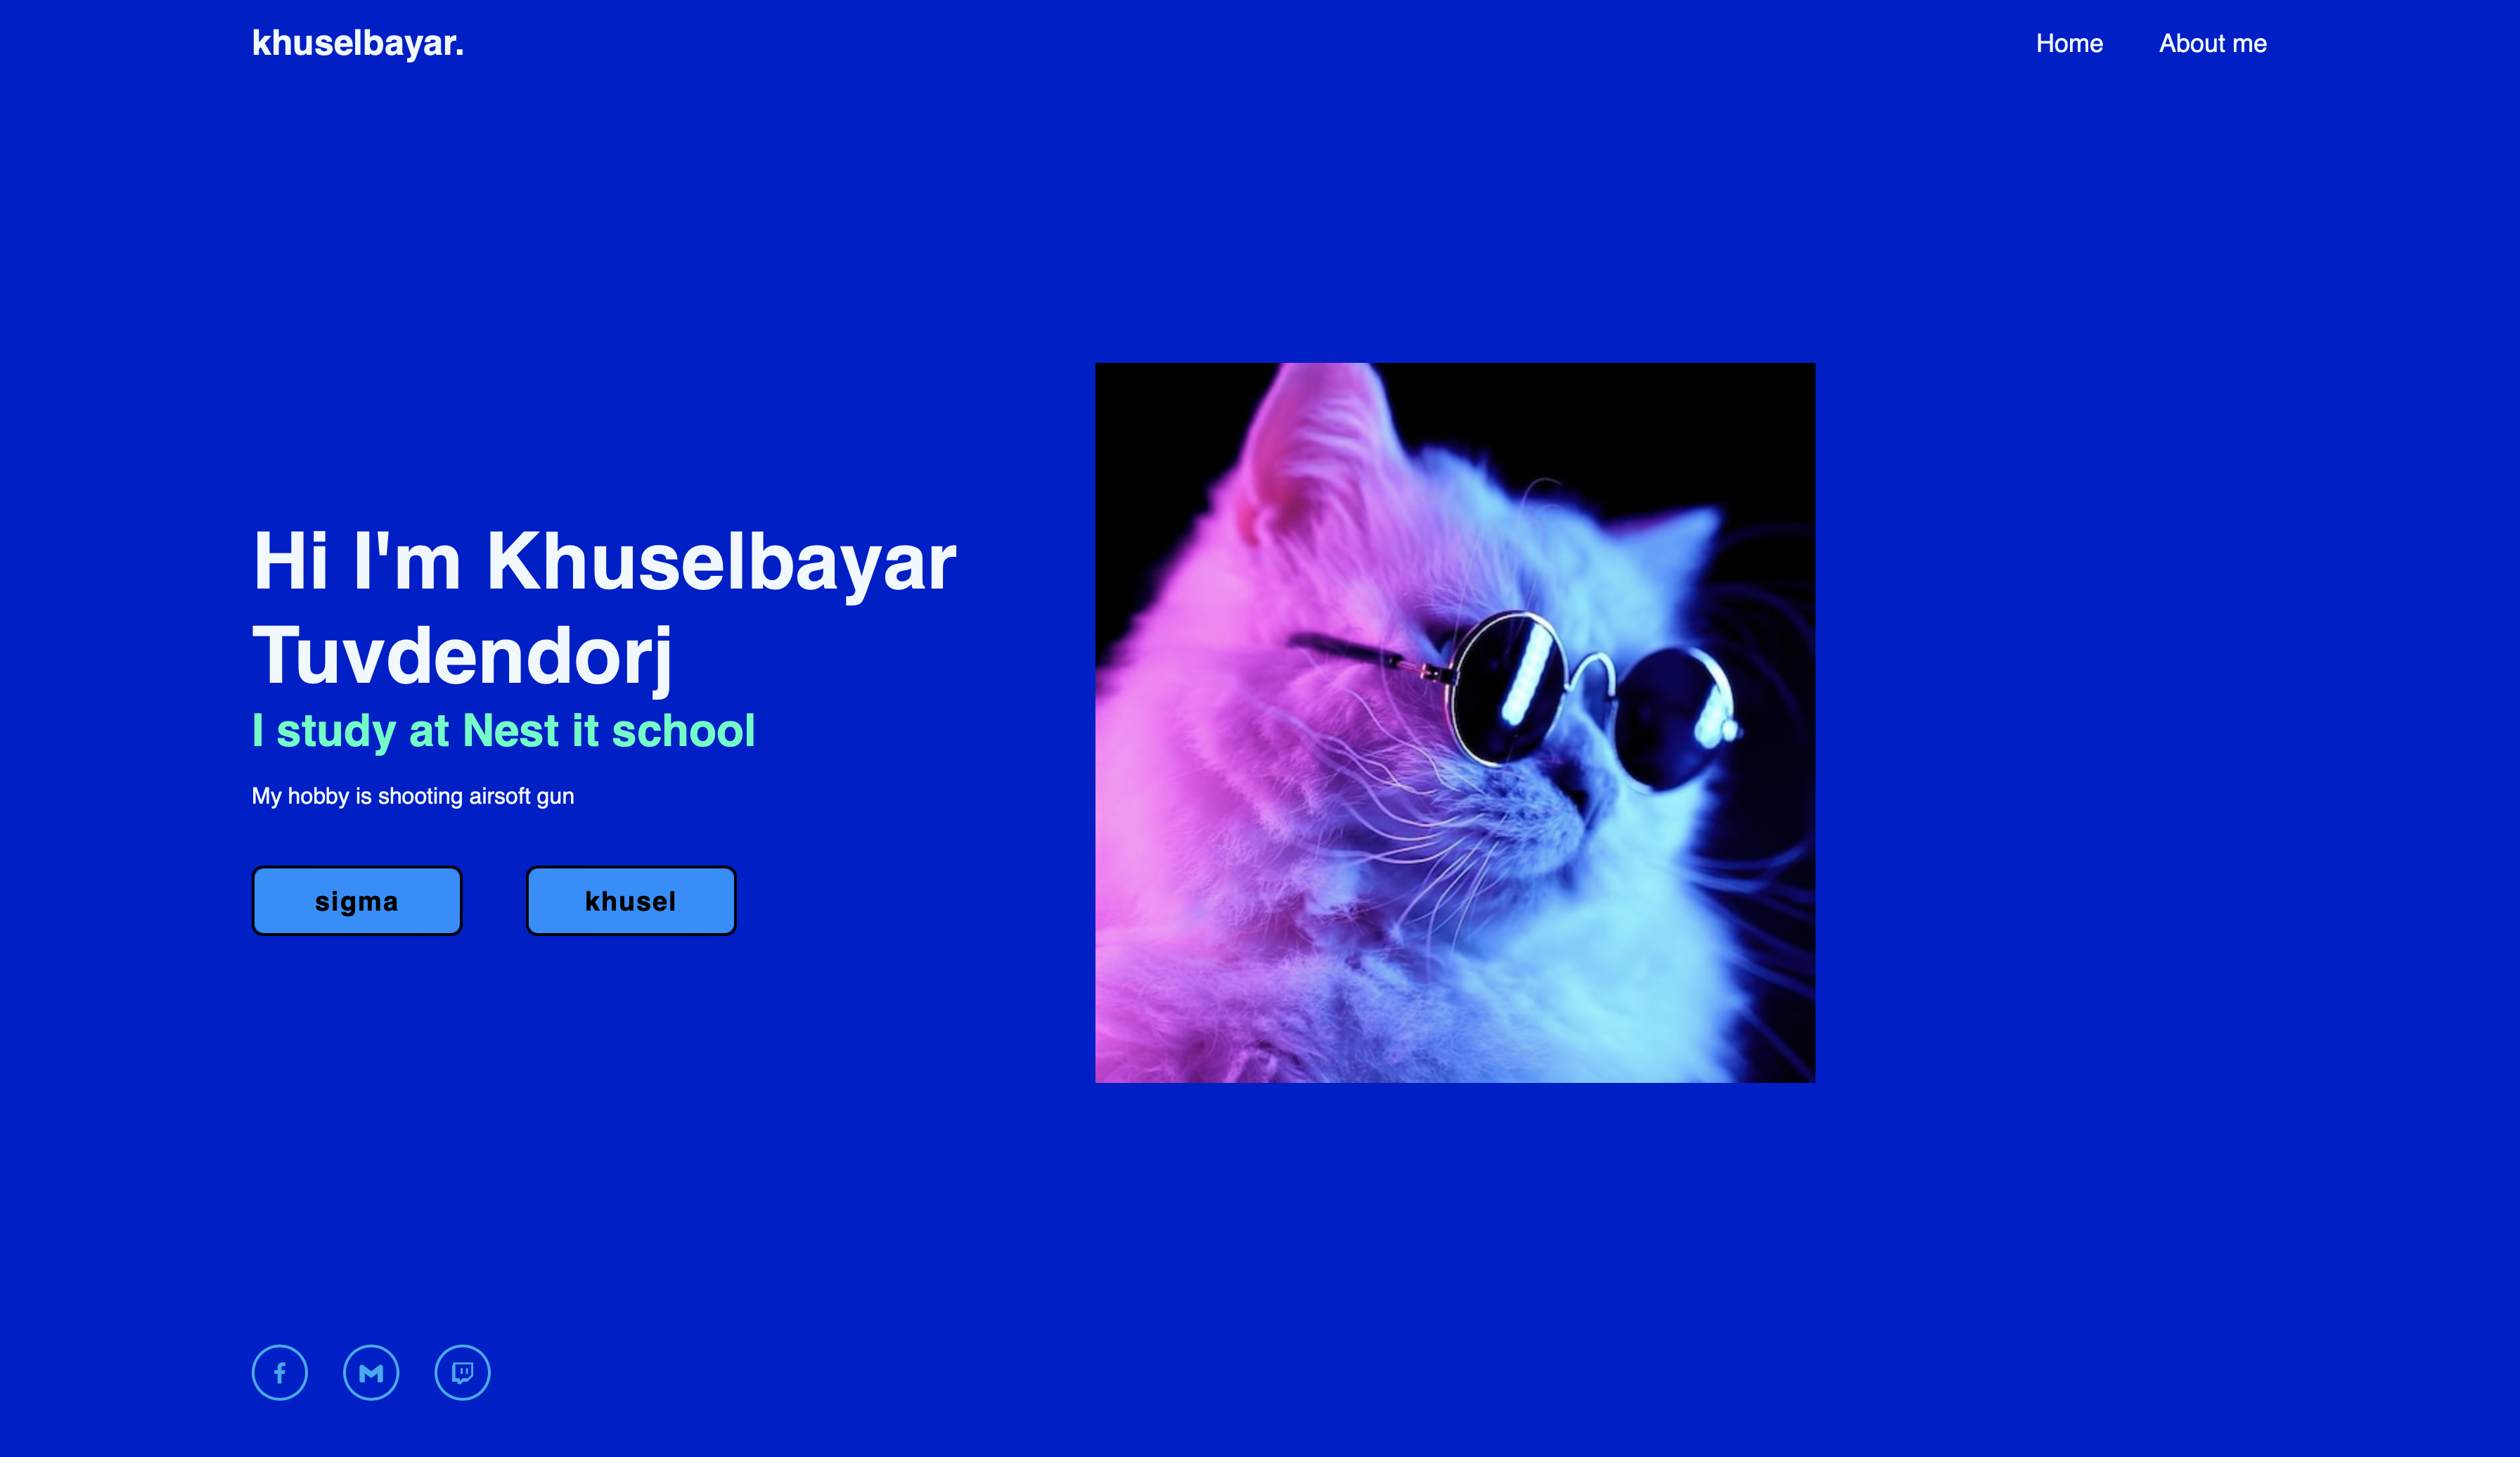 khuselbayar.
Home
About me
Hi I'm Khuselbayar
Tuvdendorj
I study at Nest it school
My hobby is shooting airsoft gun
sigma
khusel